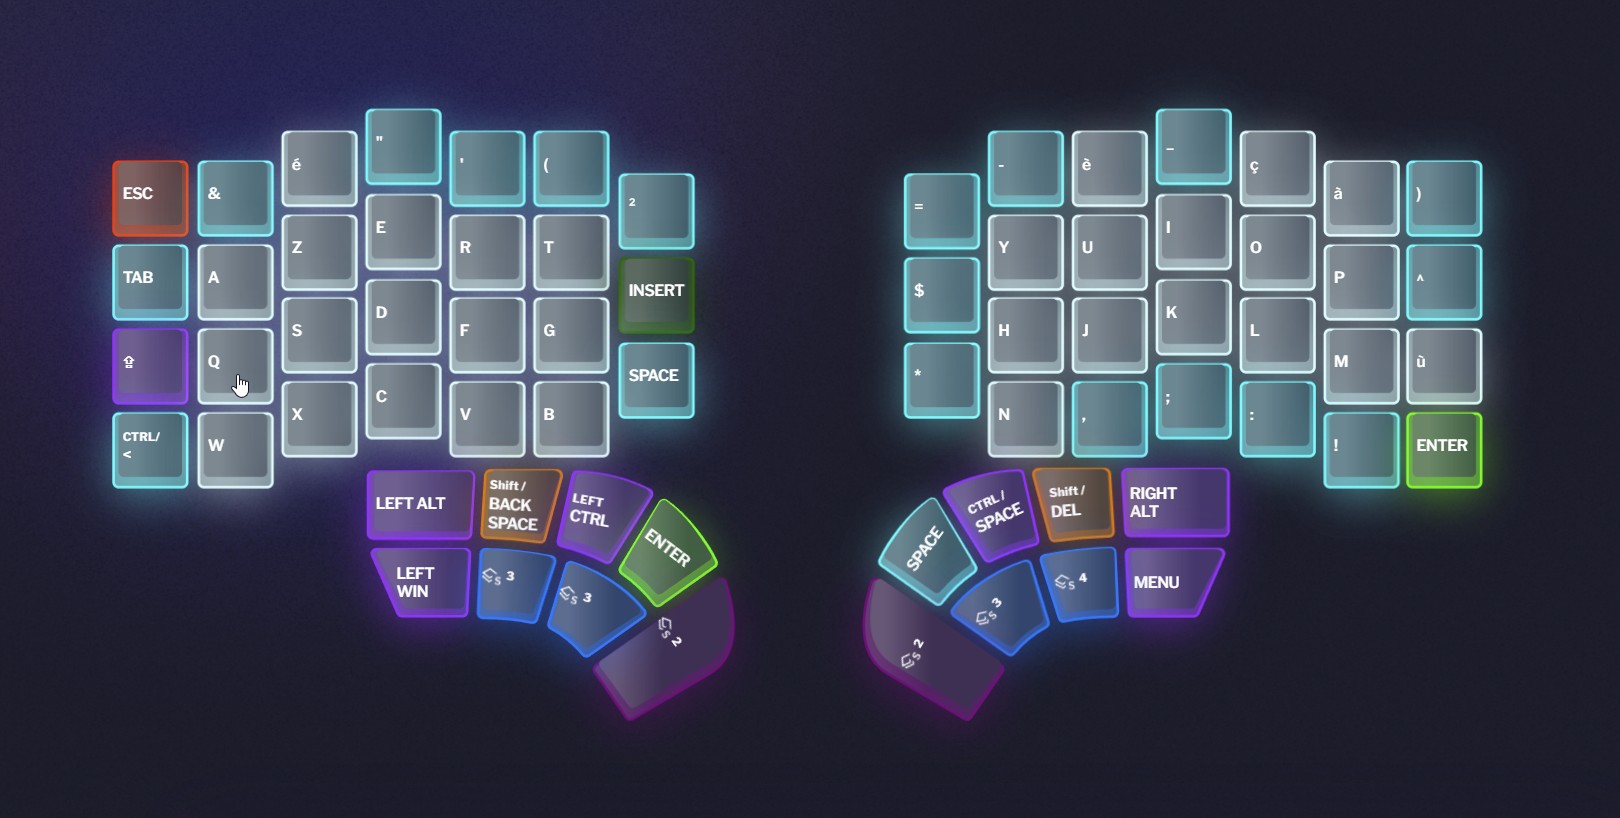 ESC & é " ' ( ² = - è _ ç à )
TAB A Z E R T INSERT $ Y U I O P ^
⇪ Q S D F G SPACE * H J K L M ù
CTRL/
<
W X C V B N , ; : ! ENTER
LEFT ALT
Shift /
BACK
SPACE
LEFT
CTRL
ENTER
SPACE
CTRL /
SPACE
Shift /
DEL
RIGHT
ALT
LEFT
WIN
S 3
S 3
S 2
S 2
S 3
S 4
MENU